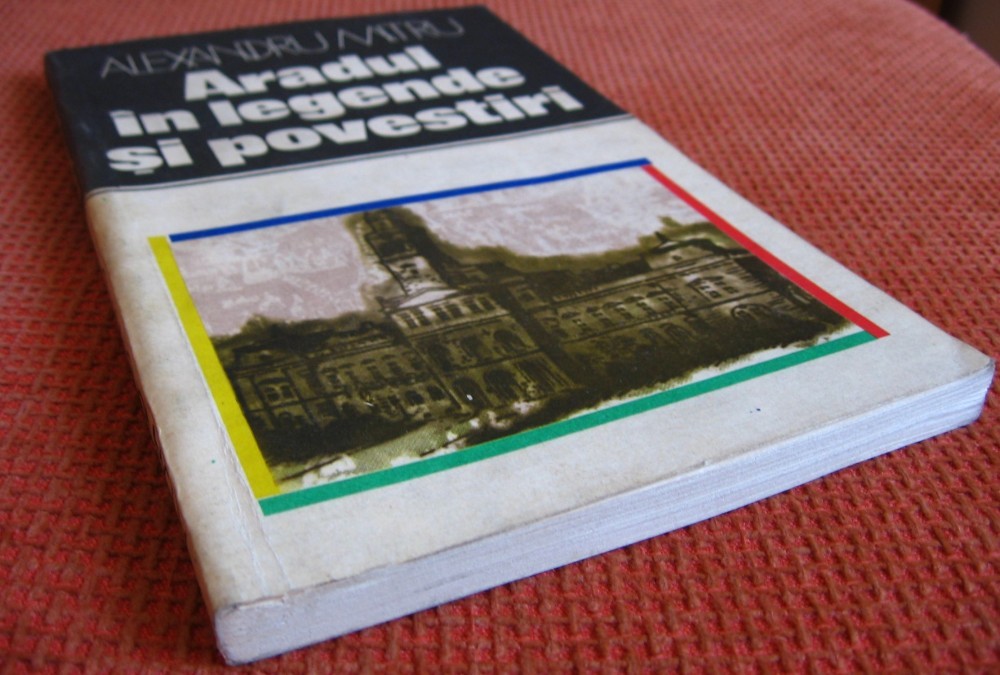 ALEXANDRU MITRU
Aradul
în legende
și povestiri